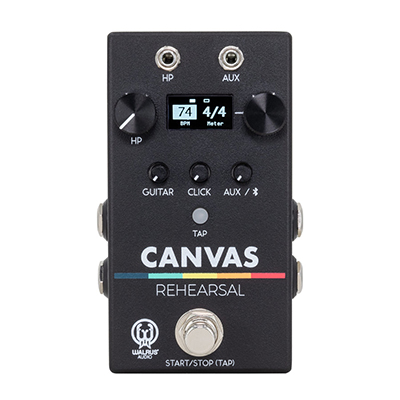 HP AUX
74 4/4
BPM Meter
HP
GUITAR CLICK AUX /
TAP
CANVAS
REHEARSAL
WALRUS
AUDIO
START/STOP (TAP)